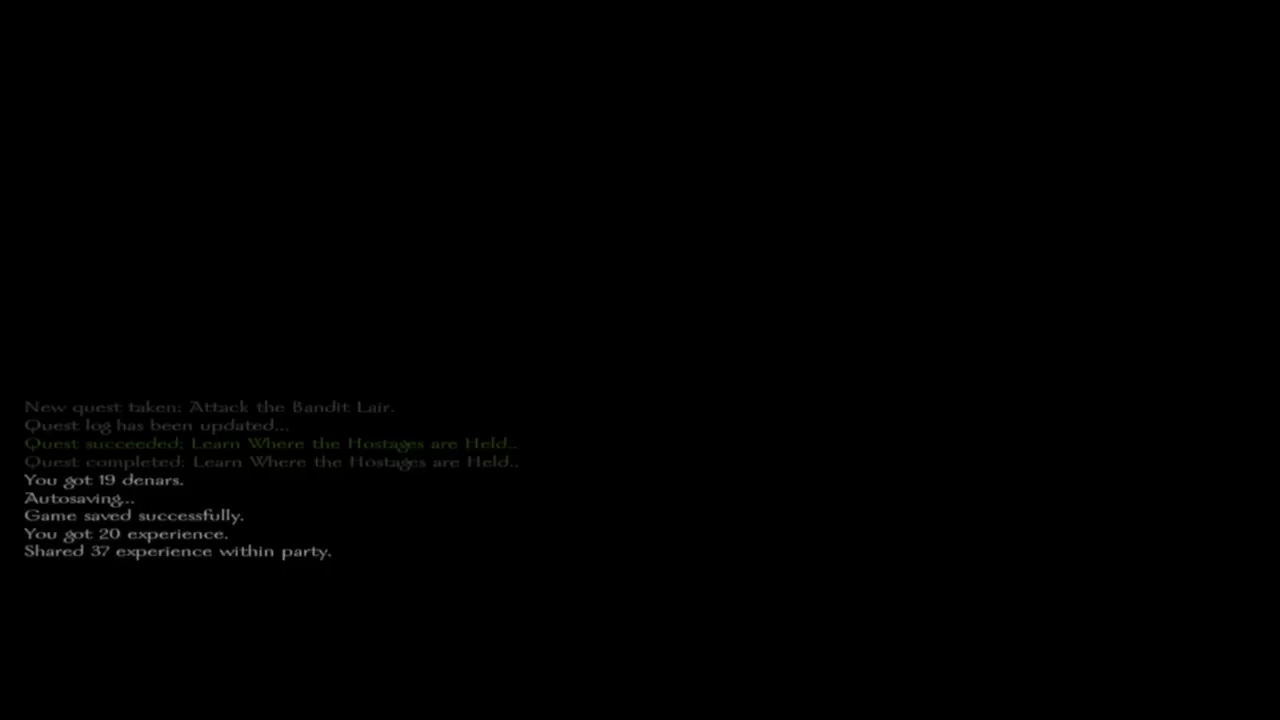 New quest taken: Attack the Bandit Lair.
Quest log has been updated...
Quest succeeded: Learn Where the Hostages are Held..
Quest completed: Learn Where the Hostages are Held..
You got 19 denars.
Autosaving...
Game saved successfully.
You got 20 experience.
Shared 37 experience within party.